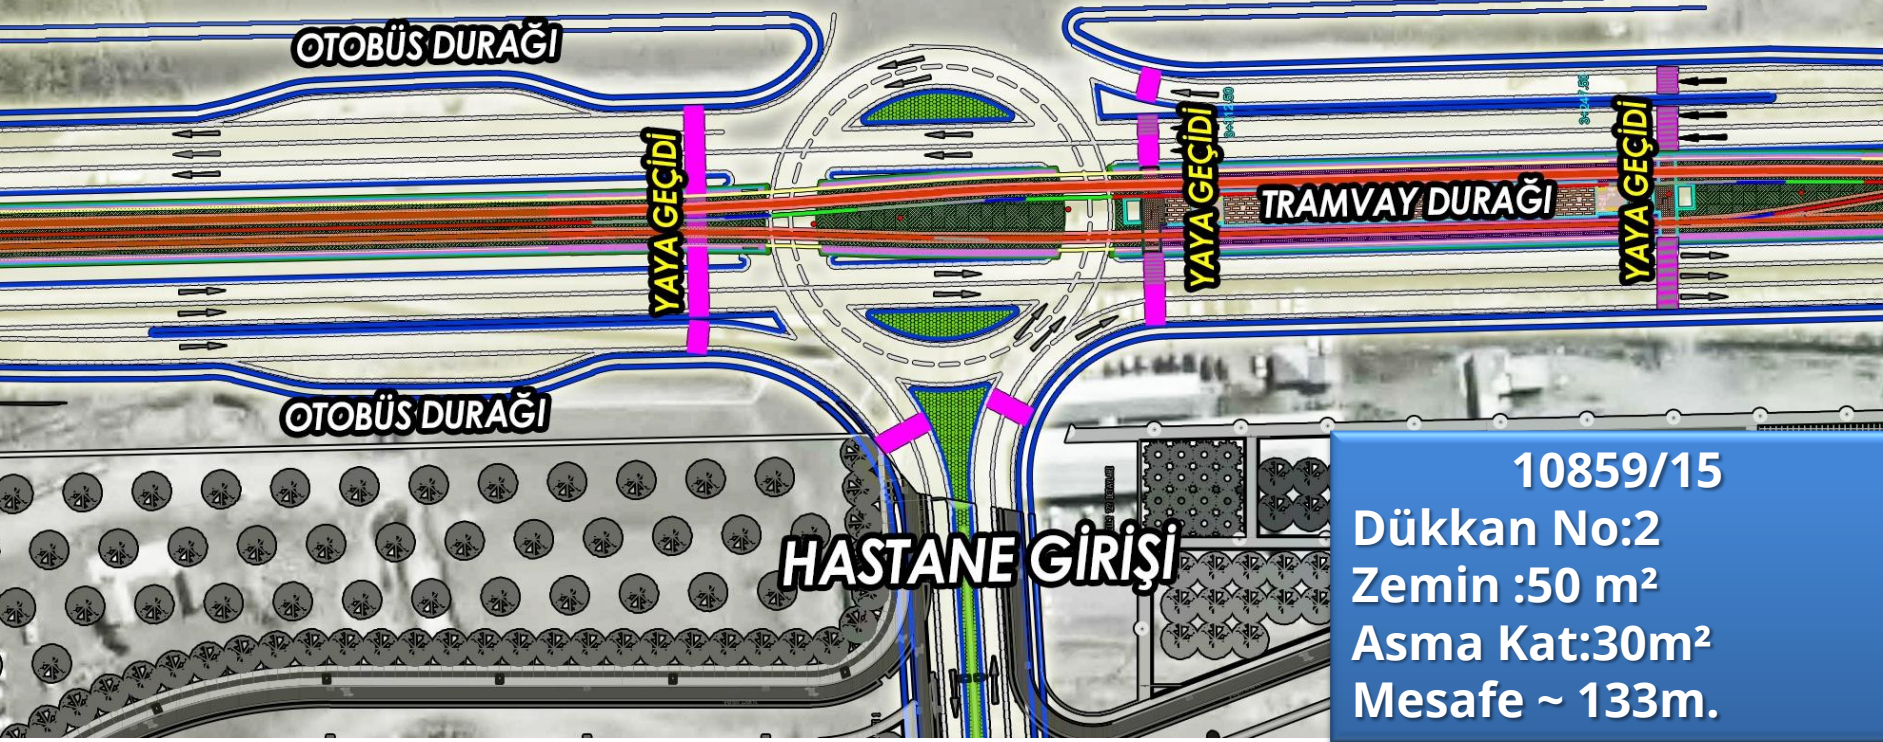 OTOBÜS DURAĞI
YAYA GEÇİDİ
YAYA GEÇİDİ
TRAMVAY DURAĞI
YAYA GEÇİDİ
OTOBÜS DURAĞI
HASTANE GİRİŞİ
10859/15
Dükkan No:2
Zemin :50 m²
Asma Kat:30m²
Mesafe ~ 133m.